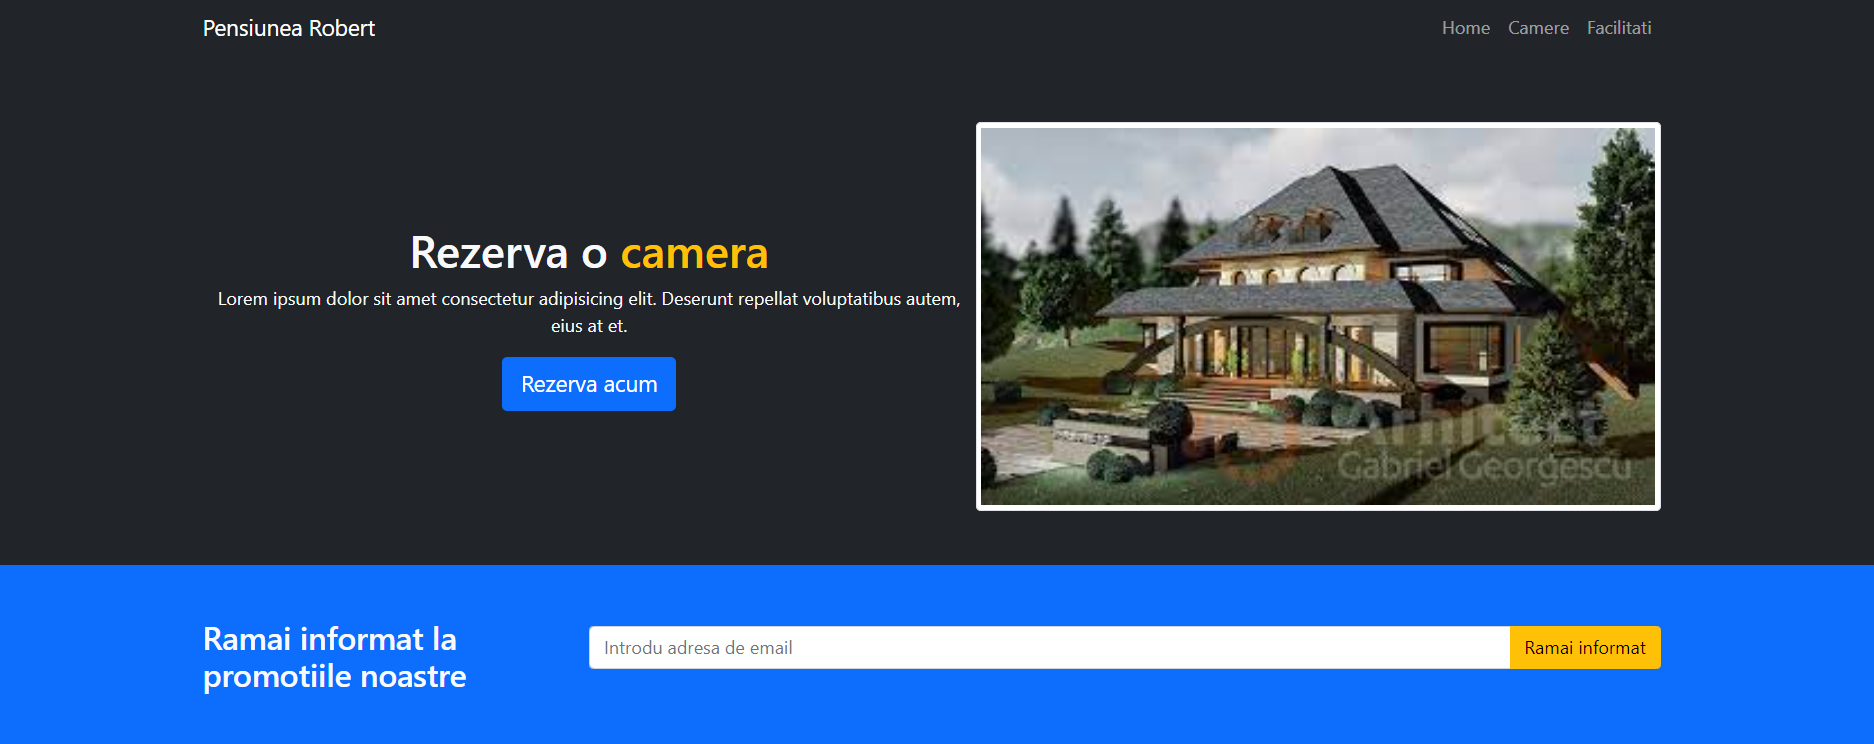 Pensiunea Robert
Home Camere Facilitati
Rezerva o camera
Lorem ipsum dolor sit amet consectetur adipisicing elit. Deserunt repellat voluptatibus autem,
eius at et.
Rezerva acum
Arhitect
Gabriel Georgescu
Ramai informat la
promotiile noastre
Introdu adresa de email
Ramai informat